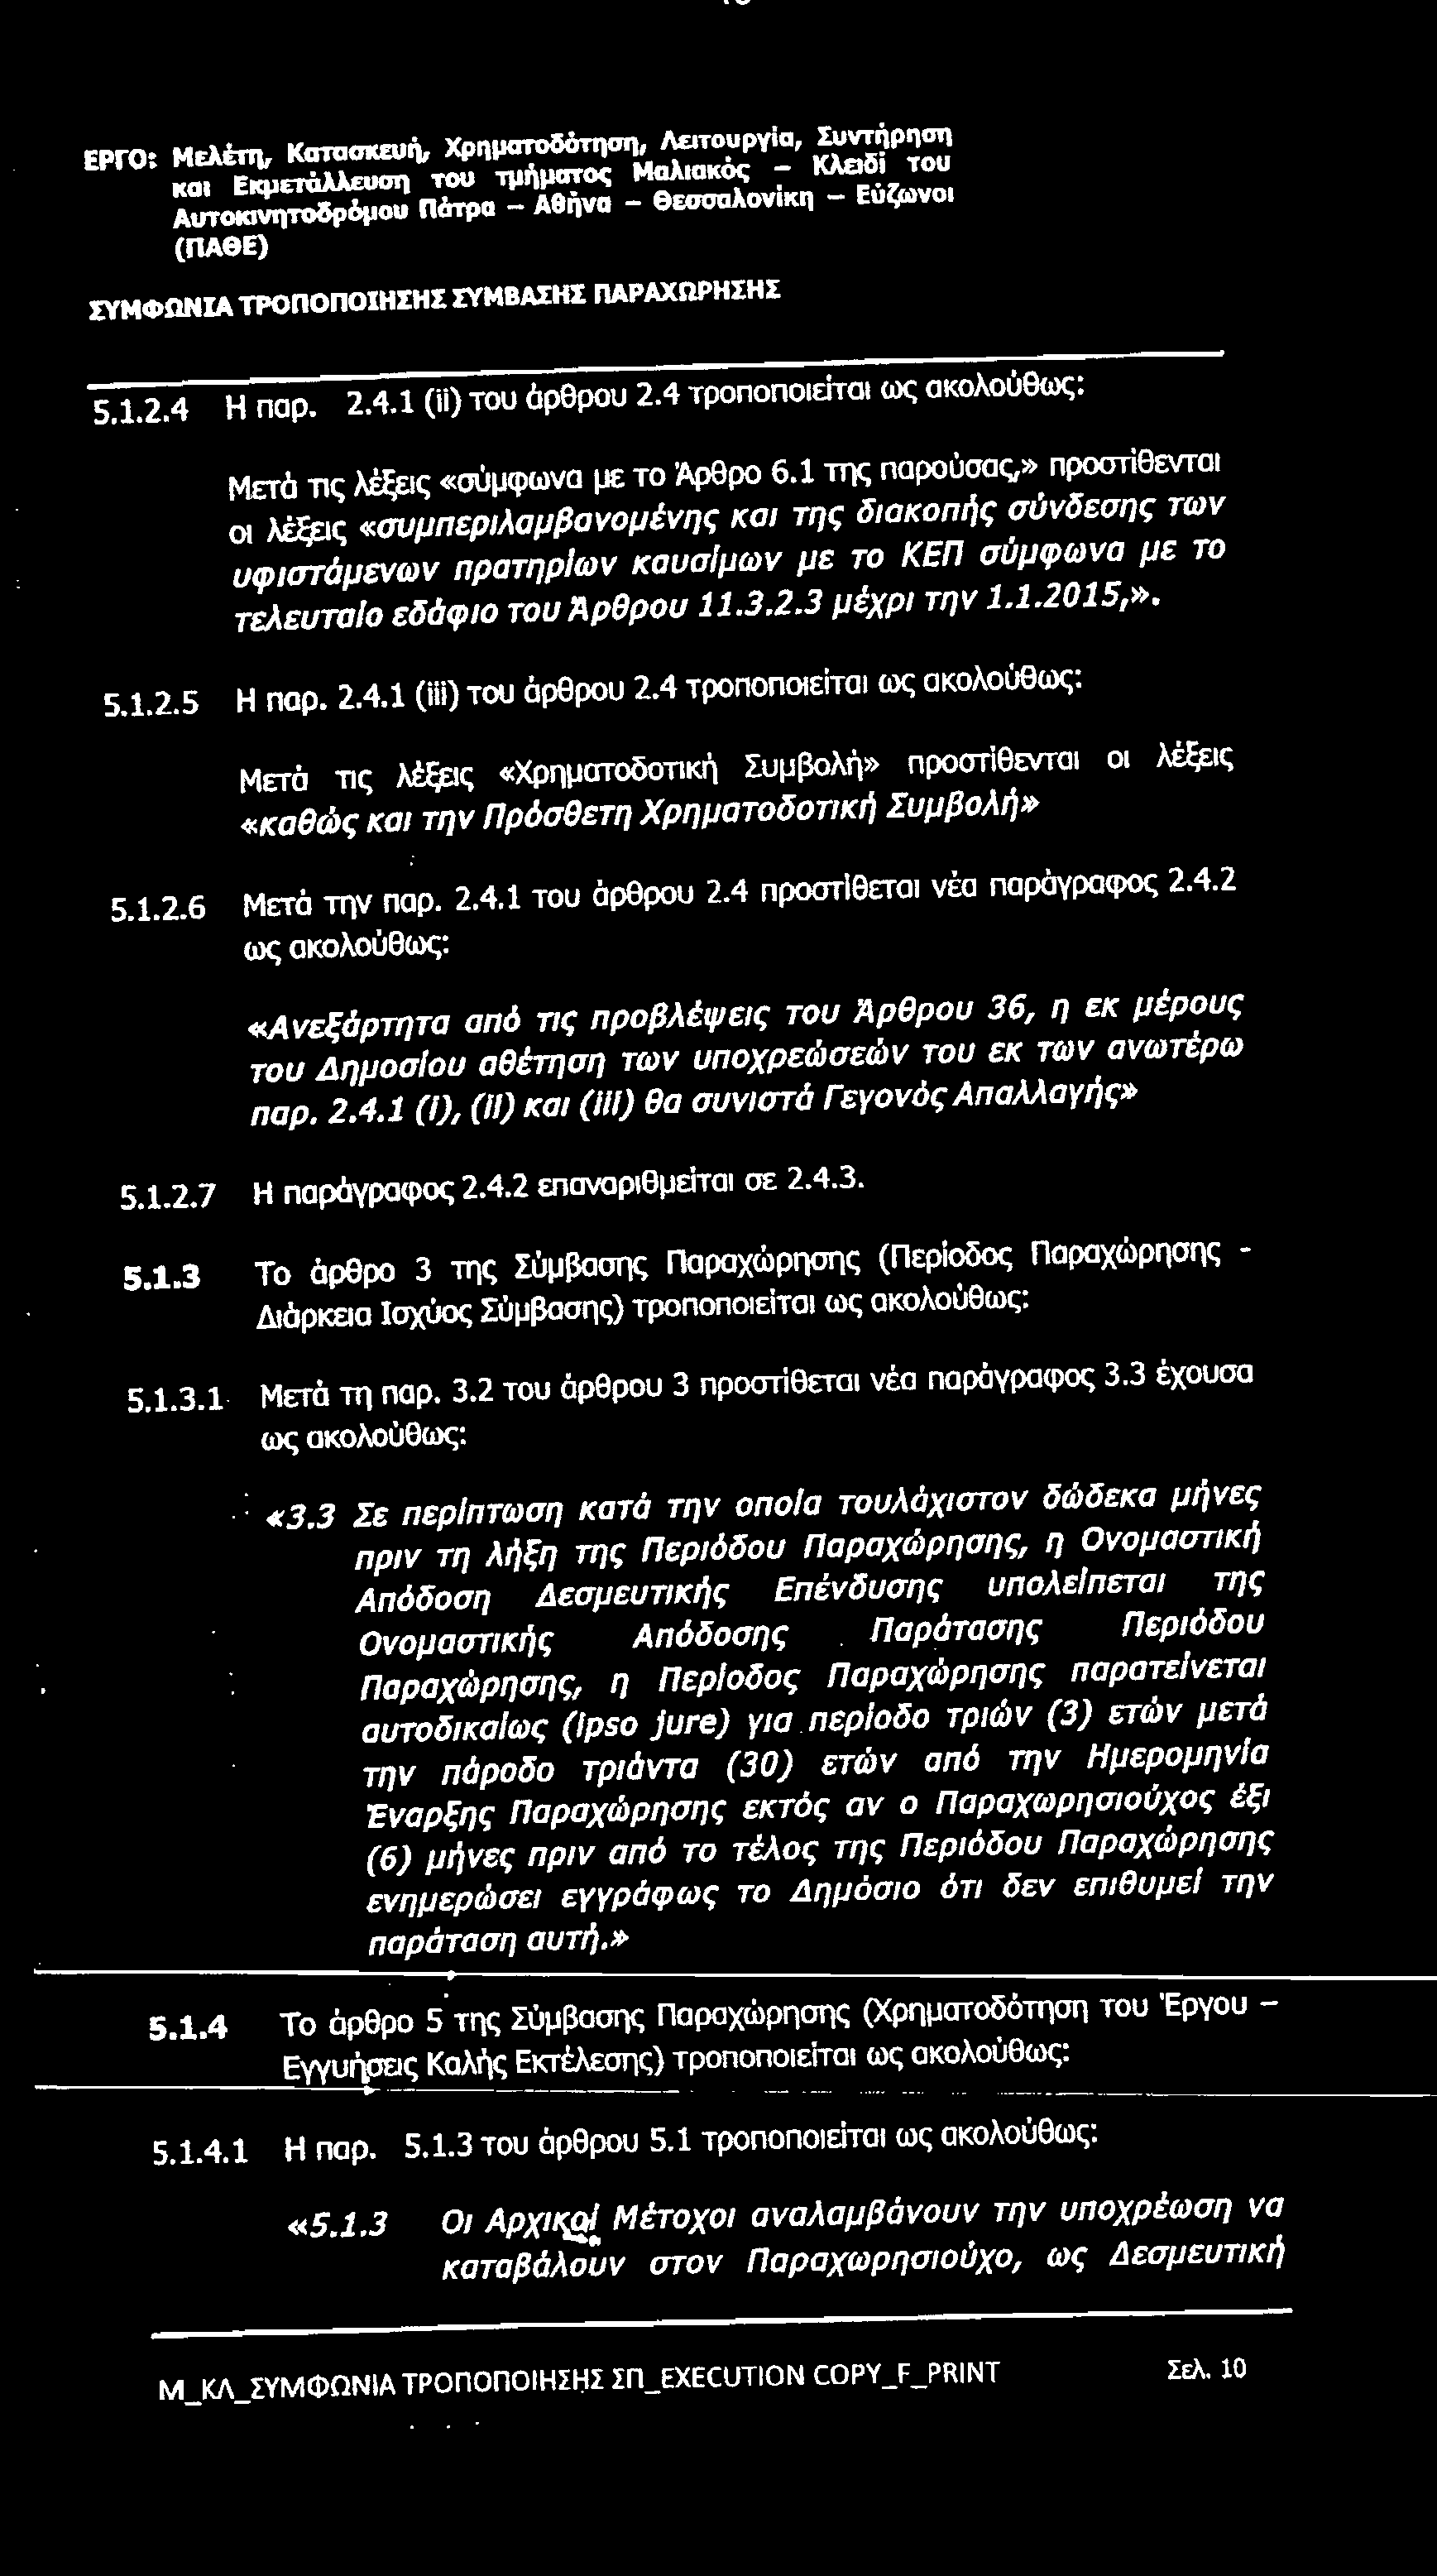 ΕΡΓΟ: Μελέτη, Κατασκευή, Χρηματοδότηση, Λειτουργία, Συντήρηση
και Εκμετάλλευση του τμήματος Μαλιακός – Κλειδί του
Αυτοκινητοδρόμου Πάτρα – Αθήνα – Θεσσαλονίκη – Εύζωνοι
(ΠΑΘΕ)
ΣΥΜΦΩΝΙΑ ΤΡΟΠΟΠΟΙΗΣΗΣ ΣΥΜΒΑΣΗΣ ΠΑΡΑΧΩΡΗΣΗΣ
5.1.2.4 Η παρ. 2.4.1 (ii) του άρθρου 2.4 τροποποιείται ως ακολούθως:
Μετά τις λέξεις «σύμφωνα με το Άρθρο 6.1 της παρούσας,» προστίθενται
οι λέξεις «συμπεριλαμβανομένης και της διακοπής σύνδεσης των
υφιστάμενων πρατηρίων καυσίμων με το ΚΕΠ σύμφωνα με το
τελευταίο εδάφιο του Άρθρου 11.3.2.3 μέχρι την 1.1.2015,».
5.1.2.5 Η παρ. 2.4.1 (iii) του άρθρου 2.4 τροποποιείται ως ακολούθως:
Μετά τις λέξεις «Χρηματοδοτική Συμβολή» προστίθενται οι λέξεις
«καθώς και την Πρόσθετη Χρηματοδοτική Συμβολή»
5.1.2.6 Μετά την παρ. 2.4.1 του άρθρου 2.4 προστίθεται νέα παράγραφος 2.4.2
ως ακολούθως:
«Ανεξάρτητα από τις προβλέψεις του Άρθρου 36, η εκ μέρους
του Δημοσίου αθέτηση των υποχρεώσεών του εκ των ανωτέρω
παρ. 2.4.1 (i), (ii) και (iii) θα συνιστά Γεγονός Απαλλαγής»
5.1.2.7 Η παράγραφος 2.4.2 επαναριθμείται σε 2.4.3.
5.1.3 Το άρθρο 3 της Σύμβασης Παραχώρησης (Περίοδος Παραχώρησης -
Διάρκεια Ισχύος Σύμβασης) τροποποιείται ως ακολούθως:
5.1.3.1 Μετά τη παρ. 3.2 του άρθρου 3 προστίθεται νέα παράγραφος 3.3 έχουσα
ως ακολούθως:
«3.3 Σε περίπτωση κατά την οποία τουλάχιστον δώδεκα μήνες
πριν τη λήξη της Περιόδου Παραχώρησης, η Ονομαστική
Απόδοση Δεσμευτικής Επένδυσης υπολείπεται της
Ονομαστικής Απόδοσης Παράτασης Περιόδου
Παραχώρησης, η Περίοδος Παραχώρησης παρατείνεται
αυτοδικαίως (ipso jure) για περίοδο τριών (3) ετών μετά
την πάροδο τριάντα (30) ετών από την Ημερομηνία
Έναρξης Παραχώρησης εκτός αν ο Παραχωρησιούχος έξι
(6) μήνες πριν από το τέλος της Περιόδου Παραχώρησης
ενημερώσει εγγράφως το Δημόσιο ότι δεν επιθυμεί την
παράταση αυτή.»
5.1.4 Το άρθρο 5 της Σύμβασης Παραχώρησης (Χρηματοδότηση του Έργου –
Εγγυήσεις Καλής Εκτέλεσης) τροποποιείται ως ακολούθως:
5.1.4.1 Η παρ. 5.1.3 του άρθρου 5.1 τροποποιείται ως ακολούθως:
«5.1.3 Οι Αρχικοί Μέτοχοι αναλαμβάνουν την υποχρέωση να
καταβάλουν στον Παραχωρησιούχο, ως Δεσμευτική
Μ_ΚΛ_ΣΥΜΦΩΝΙΑ ΤΡΟΠΟΠΟΙΗΣΗΣ ΣΠ_EXECUTION COPY_F_PRINT Σελ. 10